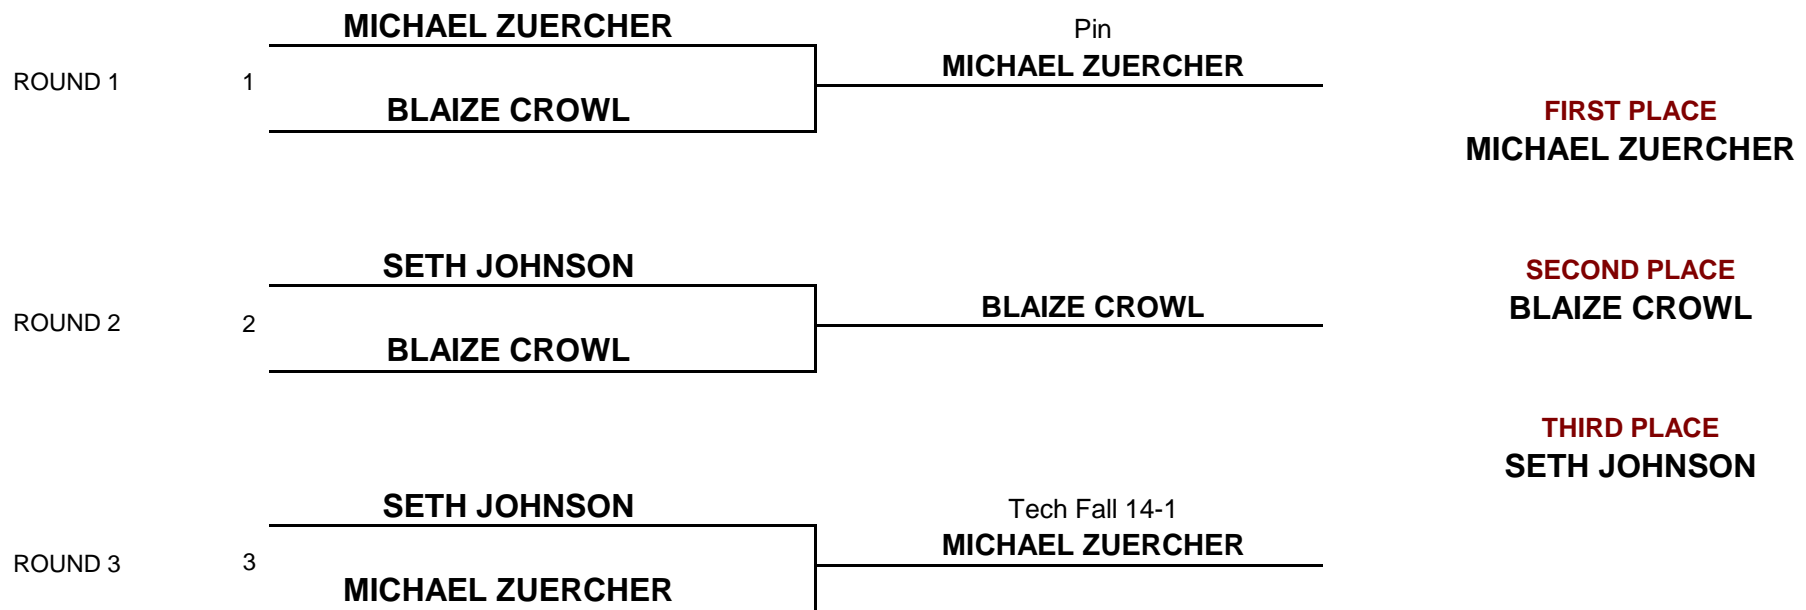 MICHAEL ZUERCHER
Pin
ROUND 1
1
MICHAEL ZUERCHER
BLAIZE CROWL
FIRST PLACE
MICHAEL ZUERCHER
SETH JOHNSON
SECOND PLACE
ROUND 2
2
BLAIZE CROWL
BLAIZE CROWL
BLAIZE CROWL
THIRD PLACE
SETH JOHNSON
SETH JOHNSON
Tech Fall 14-1
ROUND 3
3
MICHAEL ZUERCHER
MICHAEL ZUERCHER